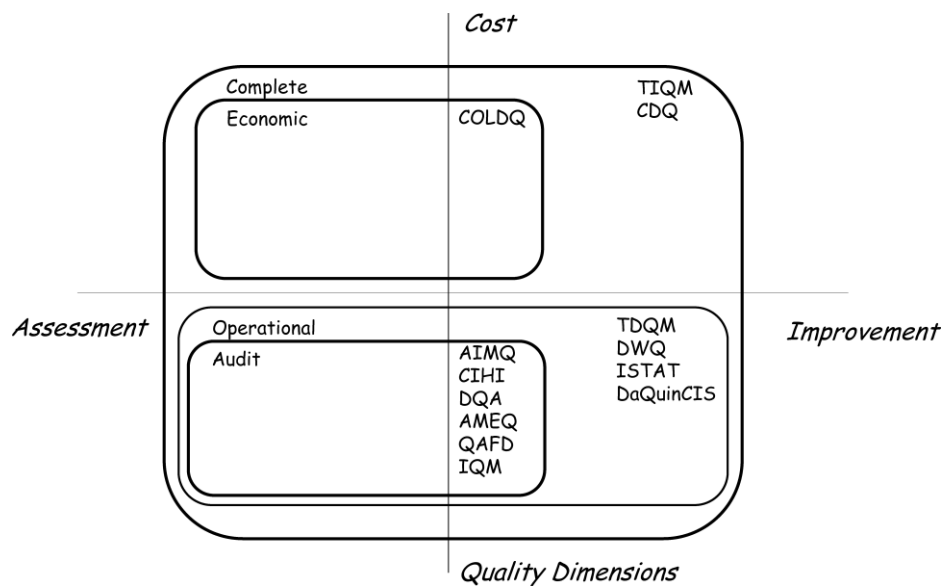 Cost
Complete
TIQM
CDQ
Economic
COLDQ
Assessment
Improvement
Operational
TDQM
DWQ
ISTAT
DaQuinCIS
Audit
AIMQ
CIHI
DQA
AMEQ
QAFD
IQM
Quality Dimensions